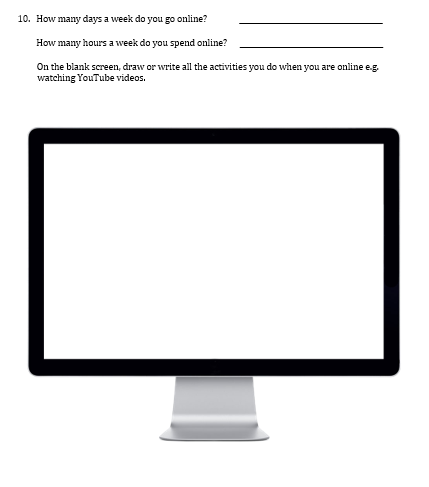 10. How many days a week do you go online?
How many hours a week do you spend online?
On the blank screen, draw or write all the activities you do when you are online e.g.
watching YouTube videos.